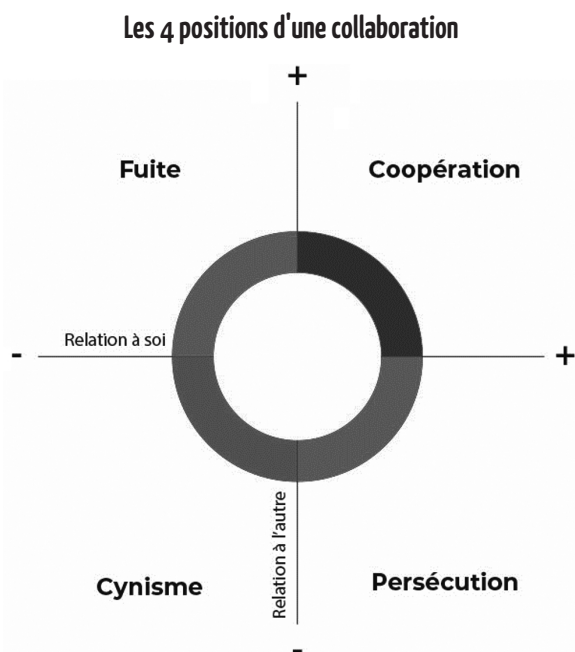 Les 4 positions d'une collaboration
+
Fuite
Coopération
Relation à soi
-
+
Relation à l'autre
Cynisme
Persécution
-